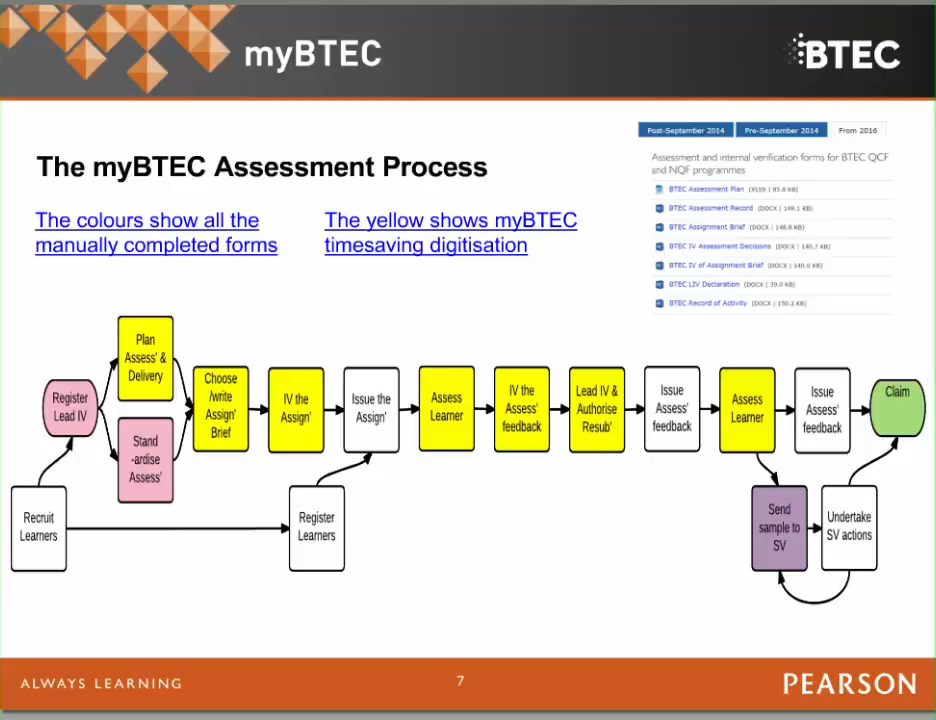 myBTEC
BTEC
Post-September 2014
Pre-September 2014
From 2016
The myBTEC Assessment Process
Assessment and internal verification forms for BTEC QCF
and NQF programmes
The colours show all the
manually completed forms
The yellow shows myBTEC
timesaving digitisation
BTEC Assessment Plan (XLSX | 85.8 KB)
BTEC Assessment Record (DOCX | 149.1 KB)
BTEC Assignment Brief (DOCX | 148.8 KB)
BTEC IV Assessment Decisions (DOCX | 140.7 KB)
BTEC IV of Assignment Brief (DOCX | 140.0 KB)
BTEC LIV Declaration (DOCX | 39.0 KB)
BTEC Record of Activity (DOCX | 150.2 KB)
Register
Lead IV
Plan
Assess' &
Delivery
Stand
-ardise
Assess'
Choose
/write
Assign'
Brief
IV the
Assign'
Issue the
Assign'
Assess
Learner
IV the
Assess'
feedback
Lead IV &
Authorise
Resub'
Issue
Assess'
feedback
Assess
Learner
Issue
Assess'
feedback
Claim
Recruit
Learners
Register
Learners
Send
sample to
SV
Undertake
SV actions
ALWAYS LEARNING
7
PEARSON